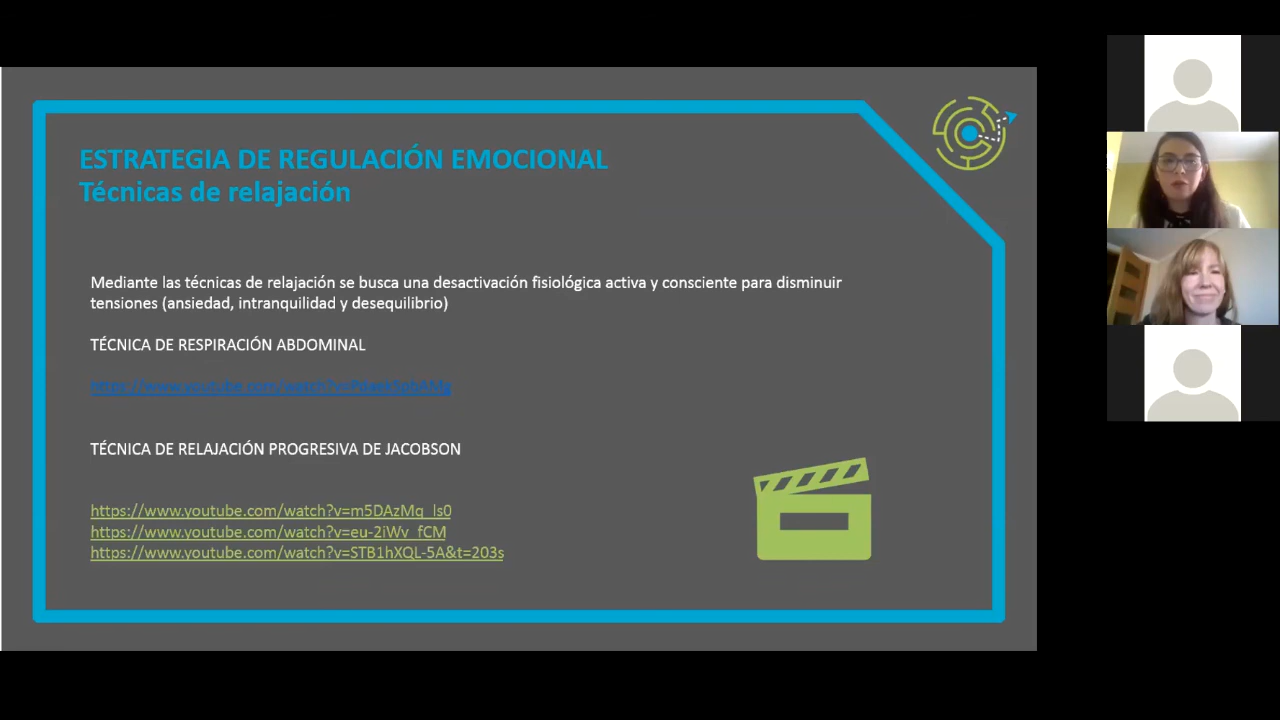 ESTRATEGIA DE REGULACIÓN EMOCIONAL
Técnicas de relajación
Mediante las técnicas de relajación se busca una desactivación fisiológica activa y consciente para disminuir
tensiones (ansiedad, intranquilidad y desequilibrio)
TÉCNICA DE RESPIRACIÓN ABDOMINAL
TÉCNICA DE RELAJACIÓN PROGRESIVA DE JACOBSON
https://www.youtube.com/watch?v=m5DAzMq_ls0
https://www.youtube.com/watch?v=eu-2iWv_fCM
https://www.youtube.com/watch?v=STB1hXQL-5A&t=203s